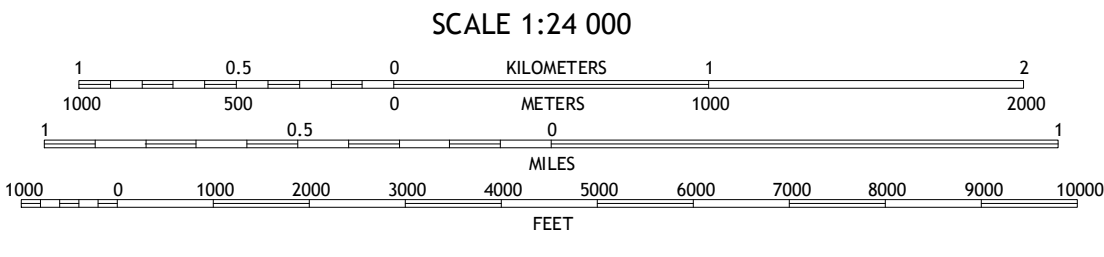 SCALE 1:24 000
1 0.5 0 KILOMETERS 1 2
1000 500 0 METERS 1000 2000
1 0.5 0 1
MILES
1000 0 1000 2000 3000 4000 5000 6000 7000 8000 9000 10000
FEET